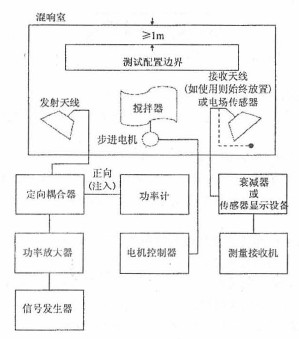 混响室
≥1m
测试配置边界
发射天线
搅拌器
接收天线
(如使用则始终放置)
或电场传感器
步进电机
正向
(注入)
定向耦合器
功率计
衰减器
或
传感器显示设备
功率放大器
电机控制器
测量接收机
信号发生器